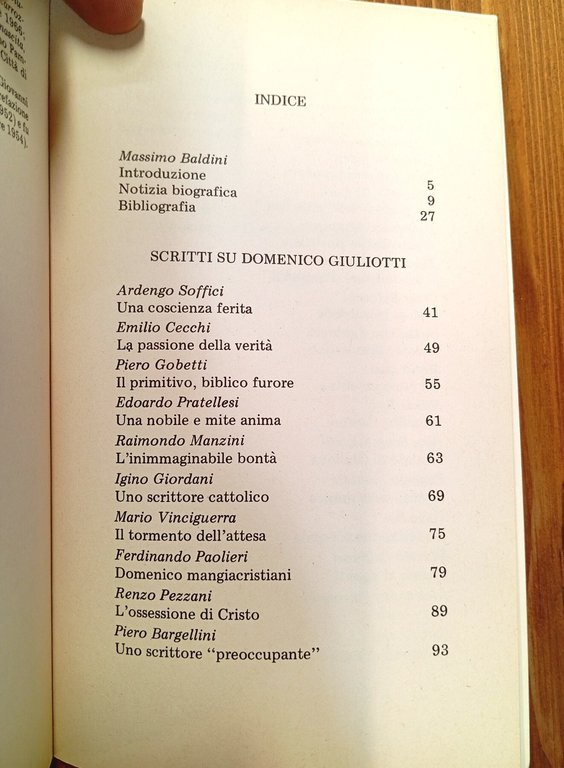 INDICE
Massimo Baldini
Introduzione 5
Notizia biografica 9
Bibliografia 27
SCRITTI SU DOMENICO GIULIOTTI
Ardengo Soffici
Una coscienza ferita 41
Emilio Cecchi
La passione della verità 49
Piero Gobetti
Il primitivo, biblico furore 55
Edoardo Pratellesi
Una nobile e mite anima 61
Raimondo Manzini
L'inimmaginabile bontà 63
Igino Giordani
Uno scrittore cattolico 69
Mario Vinciguerra
Il tormento dell'attesa 75
Ferdinando Paolieri
Domenico mangiacristiani 79
Renzo Pezzani
L'ossessione di Cristo 89
Piero Bargellini
Uno scrittore "preoccupante" 93